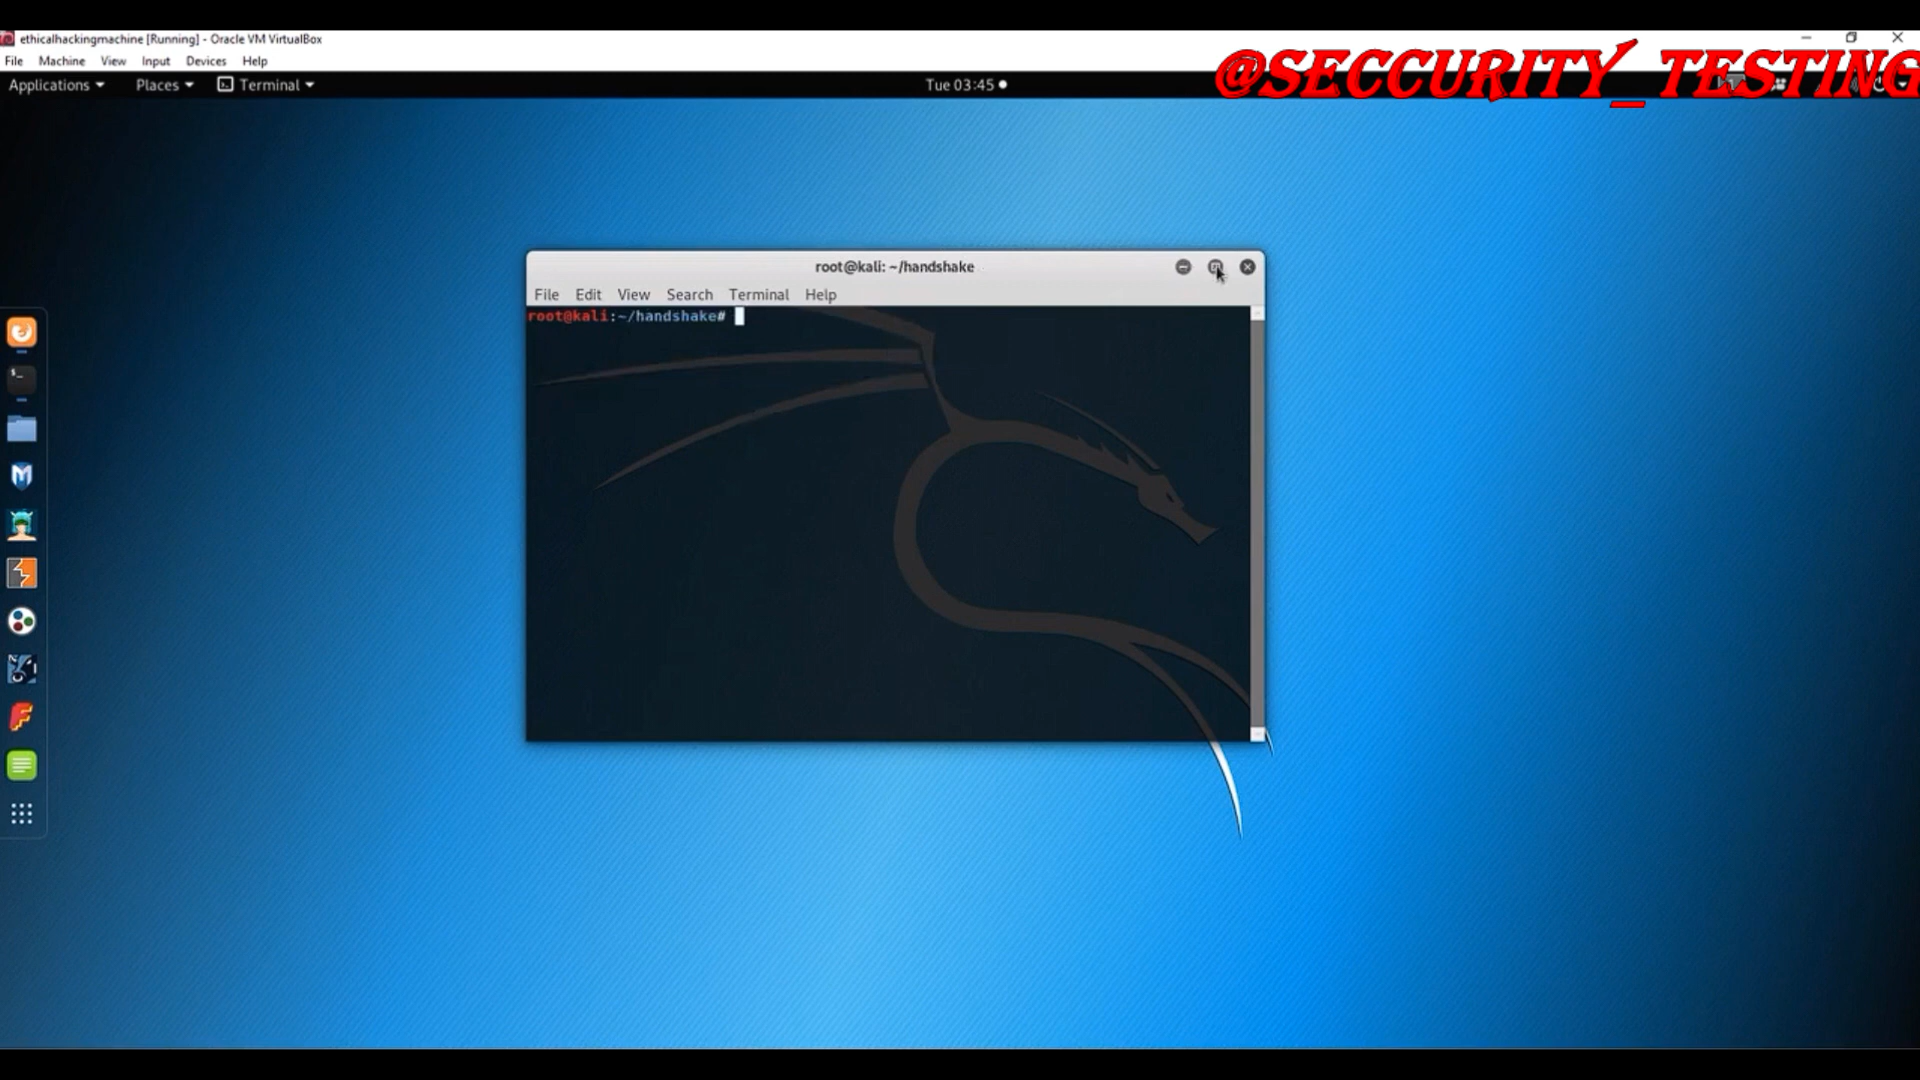 ethicalhackingmachine [Running] - Oracle VM VirtualBox
File Machine View Input Devices Help
@SECCURITY_TESTING
Applications Places Terminal Tue 03:45
root@kali: ~/handshake
File Edit View Search Terminal Help
root@kali:~/handshake#